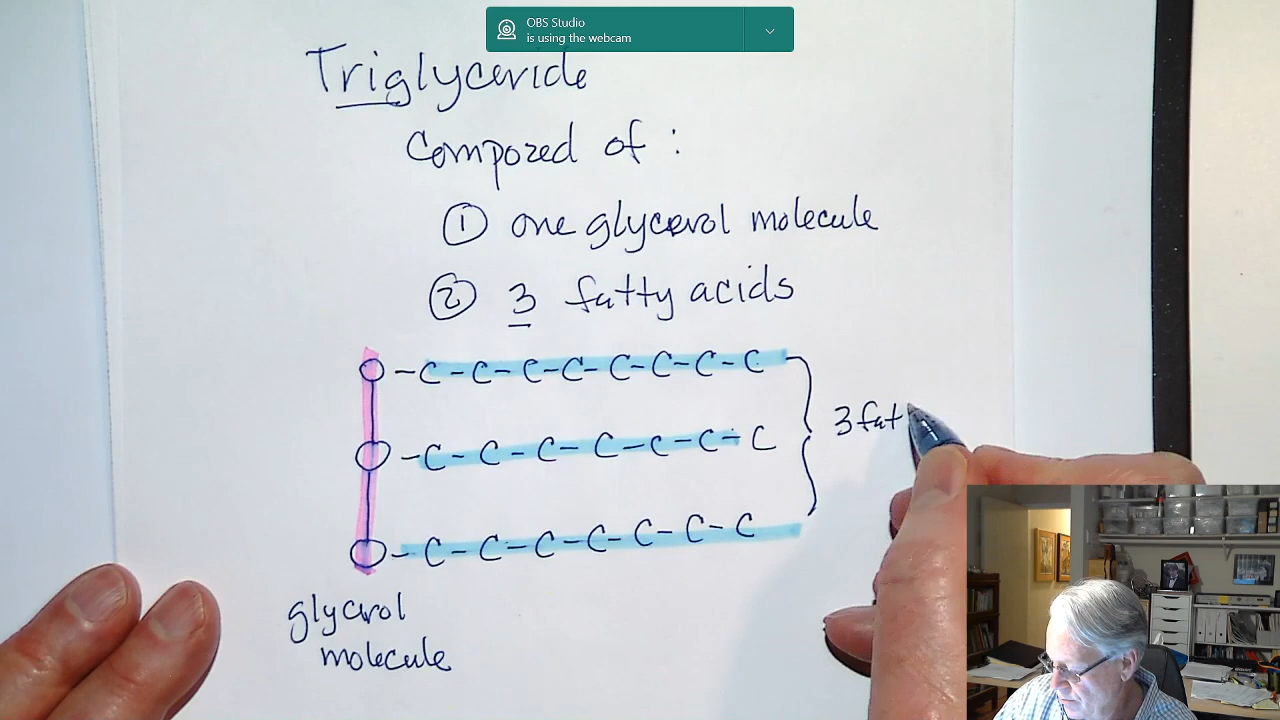 OBS Studio
is using the webcam
Triglyceride
Composed of :
① one glycerol molecule
② 3 fatty acids
O-C-C-C-C-C-C-C
O-C-C-C-C-C-C-C
3 fat
O-C-C-C-C-C-C-C
glycerol
molecule